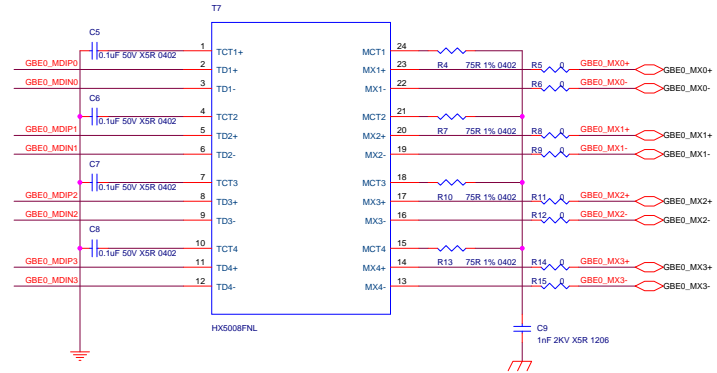 T7
C5
0.1uF 50V X5R 0402
1 TCT1+ MCT1 24
R4 75R 1% 0402
GBE0_MDIP0 2 TD1+ MX1+ 23 R5 0 GBE0_MX0+ GBE0_MX0+
GBE0_MDIN0 3 TD1- MX1- 22 R6 0 GBE0_MX0- GBE0_MX0-
C6
0.1uF 50V X5R 0402
4 TCT2 MCT2 21
R7 75R 1% 0402
GBE0_MDIP1 5 TD2+ MX2+ 20 R8 0 GBE0_MX1+ GBE0_MX1+
GBE0_MDIN1 6 TD2- MX2- 19 R9 0 GBE0_MX1- GBE0_MX1-
C7
0.1uF 50V X5R 0402
7 TCT3 MCT3 18
R10 75R 1% 0402
GBE0_MDIP2 8 TD3+ MX3+ 17 R11 0 GBE0_MX2+ GBE0_MX2+
GBE0_MDIN2 9 TD3- MX3- 16 R12 0 GBE0_MX2- GBE0_MX2-
C8
0.1uF 50V X5R 0402
10 TCT4 MCT4 15
R13 75R 1% 0402
GBE0_MDIP3 11 TD4+ MX4+ 14 R14 0 GBE0_MX3+ GBE0_MX3+
GBE0_MDIN3 12 TD4- MX4- 13 R15 0 GBE0_MX3- GBE0_MX3-
HX5008FNL
C9
1nF 2KV X5R 1206